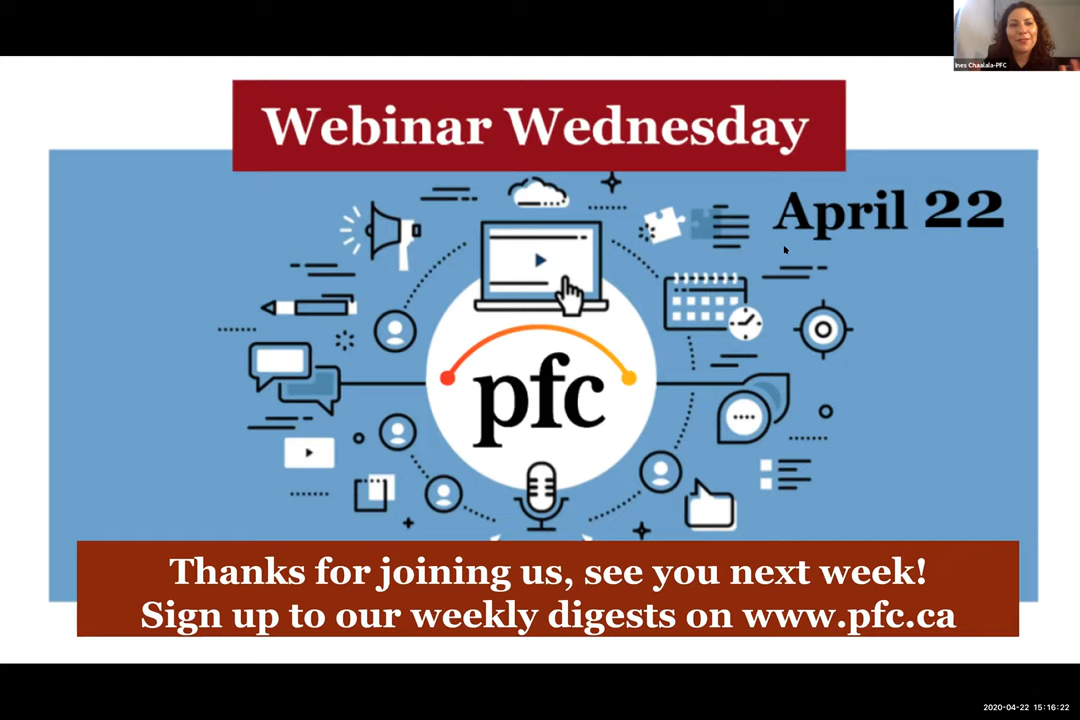 Ines Chaalala-PFC
Webinar Wednesday
April 22
pfc
Thanks for joining us, see you next week!
Sign up to our weekly digests on www.pfc.ca
2020-04-22 15:16:22